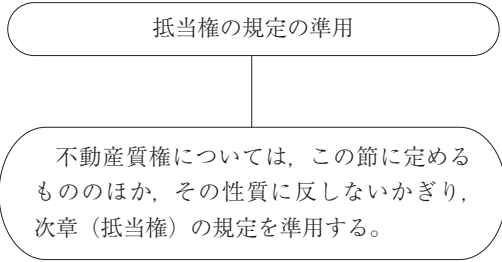 抵当権の規定の準用
不動産質権については，この節に定める
もののほか，その性質に反しないかぎり，
次章（抵当権）の規定を準用する。